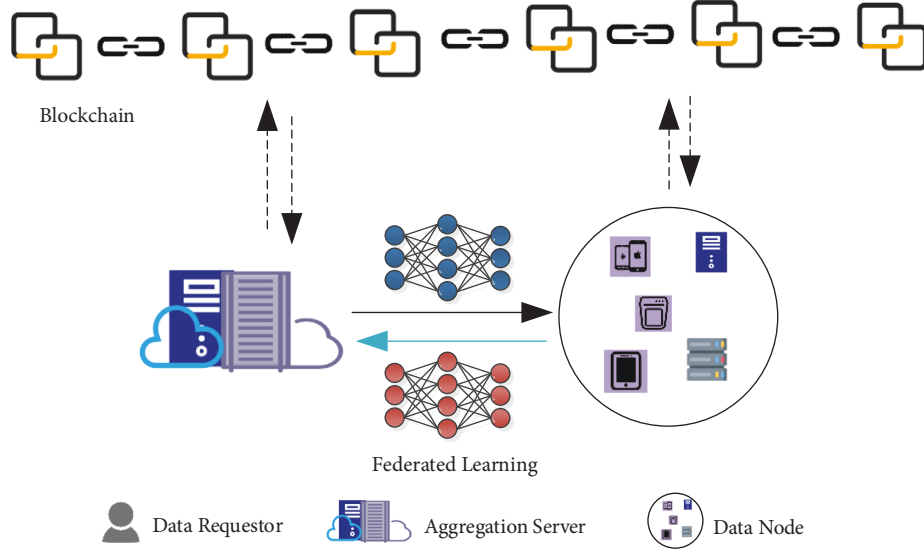 Blockchain
Federated Learning
Data Requestor
Aggregation Server
Data Node